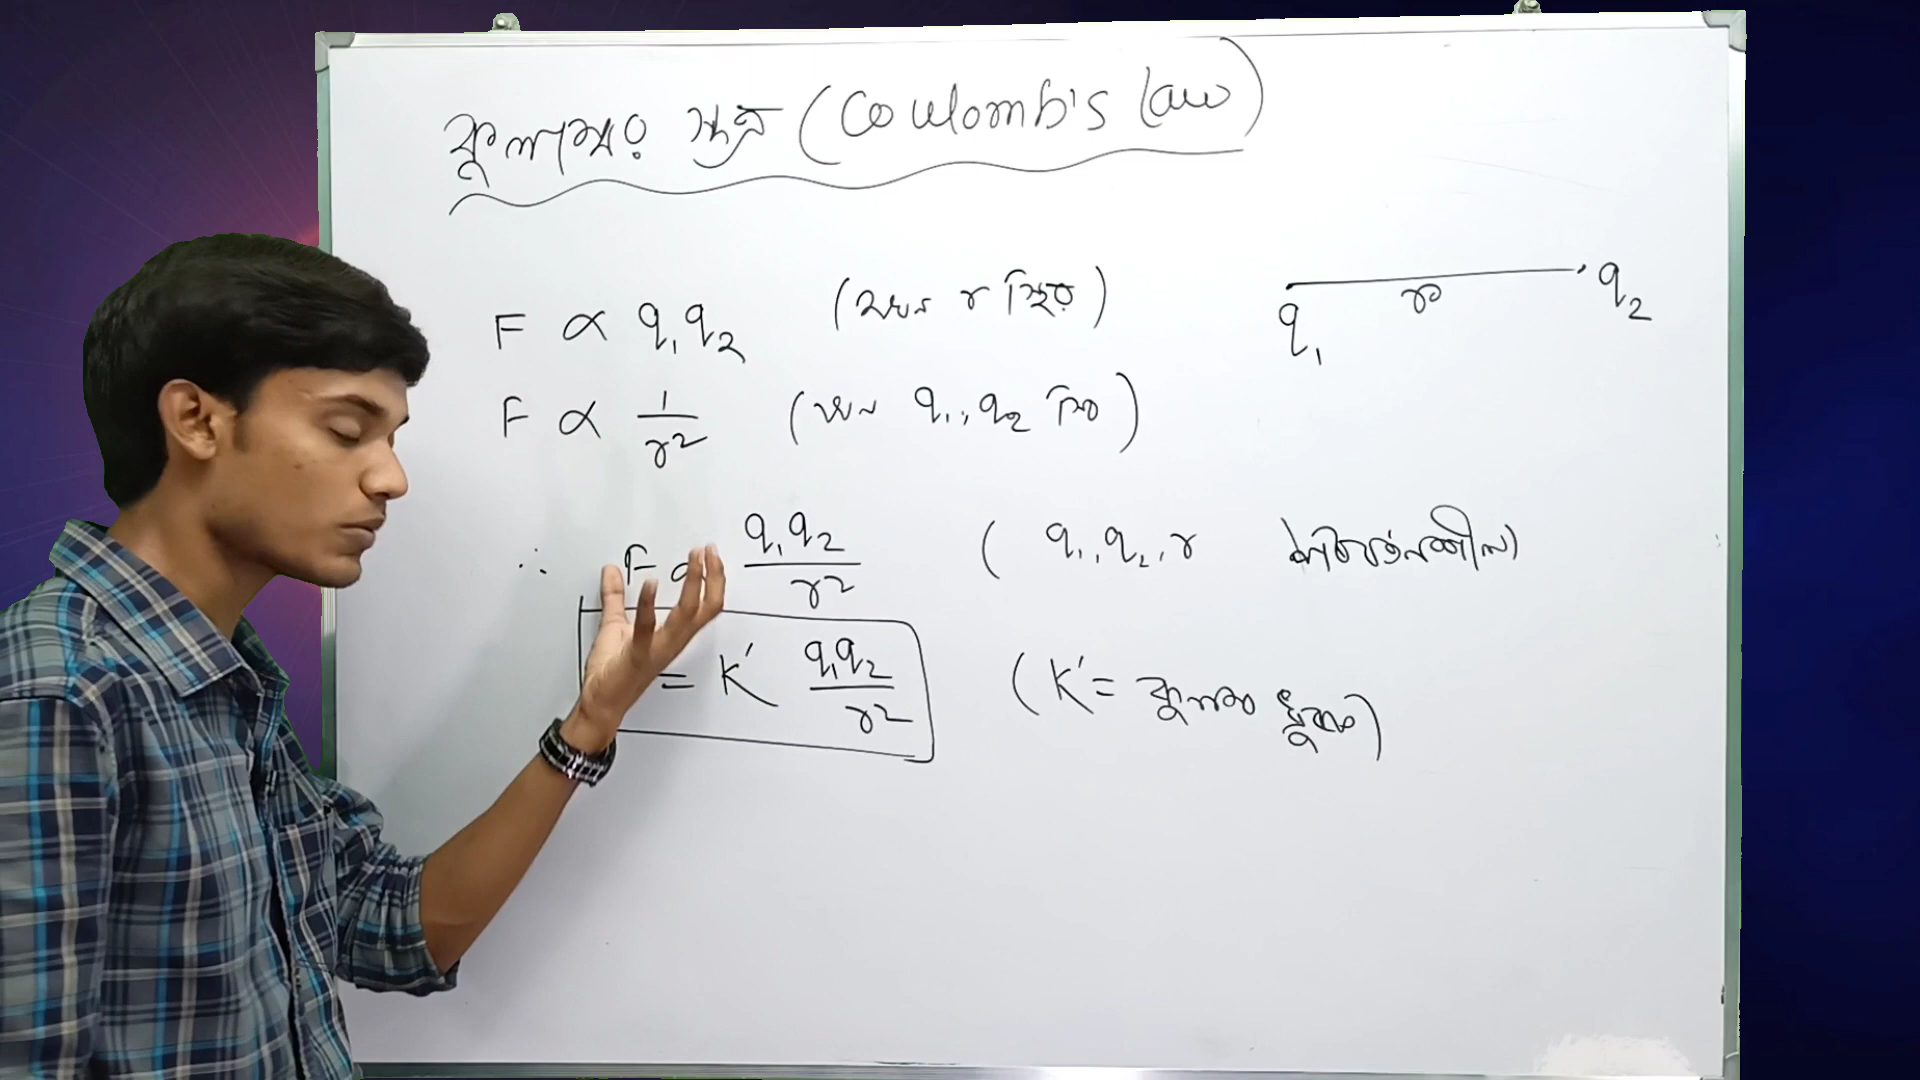 কুলম্বের সূত্র (Coulomb's Law)
F ∝ q₁q₂ (যখন r স্থির)
q₁ r q₂
F ∝ 1/r² (যখন q₁, q₂ স্থির)
∴ F ∝ q₁q₂/r² (q₁, q₂, r পরিবর্তনশীল)
= K' q₁q₂/r² (K' = কুলম্ব ধ্রুবক)